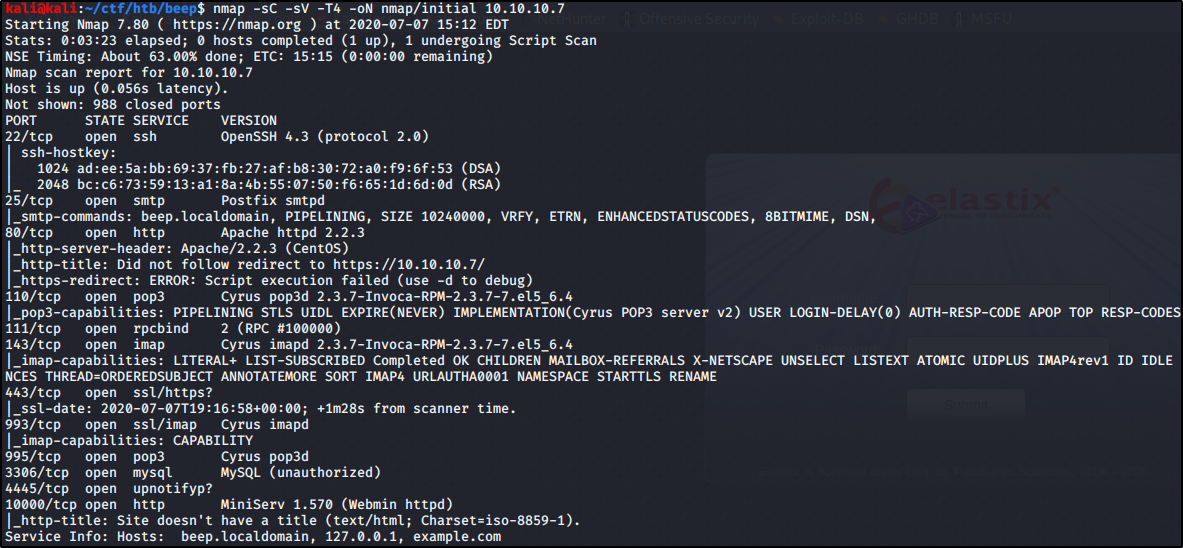 kali@kali:~/ctf/htb/beep$ nmap -sC -sV -T4 -oN nmap/initial 10.10.10.7
NetHunter Offensive Security Exploit-DB GHDB MSFU
Starting Nmap 7.80 ( https://nmap.org ) at 2020-07-07 15:12 EDT
Stats: 0:03:23 elapsed; 0 hosts completed (1 up), 1 undergoing Script Scan
NSE Timing: About 63.00% done; ETC: 15:15 (0:00:00 remaining)
Nmap scan report for 10.10.10.7
Host is up (0.056s latency).
Not shown: 988 closed ports
PORT      STATE SERVICE    VERSION
22/tcp    open  ssh        OpenSSH 4.3 (protocol 2.0)
| ssh-hostkey:
|   1024 ad:ee:5a:bb:69:37:fb:27:af:b8:30:72:a0:f9:6f:53 (DSA)
|_  2048 bc:c6:73:59:13:a1:8a:4b:55:07:50:f6:65:1d:6d:0d (RSA)
25/tcp    open  smtp       Postfix smtpd
|_smtp-commands: beep.localdomain, PIPELINING, SIZE 10240000, VRFY, ETRN, ENHANCEDSTATUSCODES, 8BITMIME, DSN,
80/tcp    open  http       Apache httpd 2.2.3
|_http-server-header: Apache/2.2.3 (CentOS)
|_http-title: Did not follow redirect to https://10.10.10.7/
|_https-redirect: ERROR: Script execution failed (use -d to debug)
110/tcp   open  pop3       Cyrus pop3d 2.3.7-Invoca-RPM-2.3.7-7.el5_6.4
|_pop3-capabilities: PIPELINING STLS UIDL EXPIRE(NEVER) IMPLEMENTATION(Cyrus POP3 server v2) USER LOGIN-DELAY(0) AUTH-RESP-CODE APOP TOP RESP-CODES
111/tcp   open  rpcbind    2 (RPC #100000)
143/tcp   open  imap       Cyrus imapd 2.3.7-Invoca-RPM-2.3.7-7.el5_6.4
|_imap-capabilities: LITERAL+ LIST-SUBSCRIBED Completed OK CHILDREN MAILBOX-REFERRALS X-NETSCAPE UNSELECT LISTEXT ATOMIC UIDPLUS IMAP4rev1 ID IDLE
NCES THREAD=ORDEREDSUBJECT ANNOTATEMORE SORT IMAP4 URLAUTHA0001 NAMESPACE STARTTLS RENAME
443/tcp   open  ssl/https?
|_ssl-date: 2020-07-07T19:16:58+00:00; +1m28s from scanner time.
993/tcp   open  ssl/imap   Cyrus imapd
|_imap-capabilities: CAPABILITY
995/tcp   open  pop3       Cyrus pop3d
3306/tcp  open  mysql      MySQL (unauthorized)
4445/tcp  open  upnotifyp?
10000/tcp open  http       MiniServ 1.570 (Webmin httpd)
|_http-title: Site doesn't have a title (text/html; Charset=iso-8859-1).
Service Info: Hosts:  beep.localdomain, 127.0.0.1, example.com
elastix
Submit